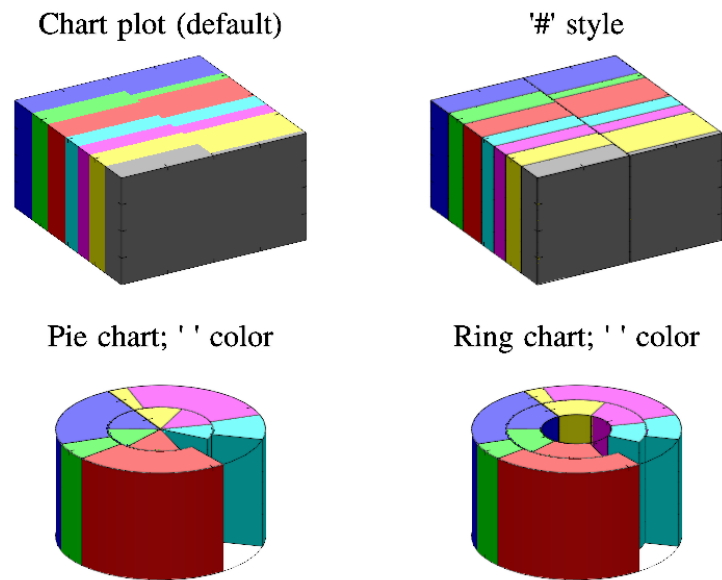 Chart plot (default)
'#' style
Pie chart; ' ' color
Ring chart; ' ' color